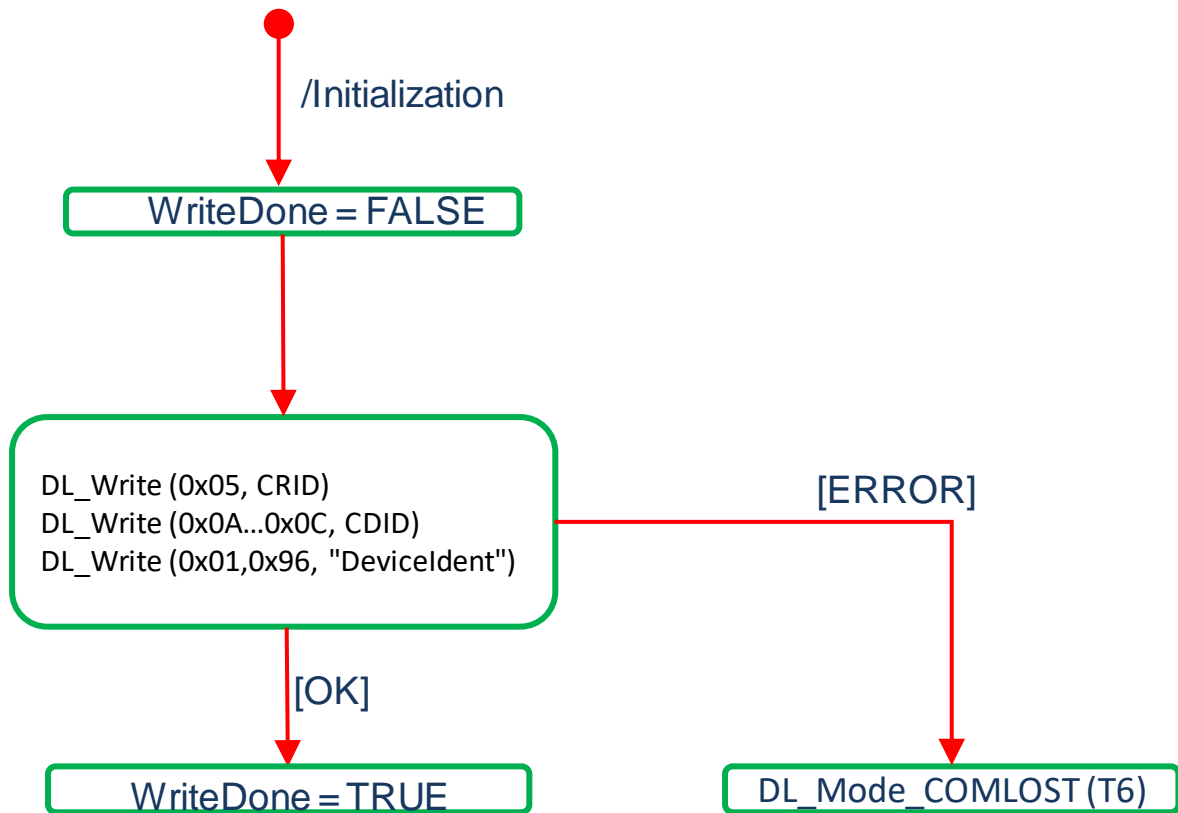 /Initialization
WriteDone = FALSE
DL_Write (0x05, CRID)
DL_Write (0x0A...0x0C, CDID)
DL_Write (0x01,0x96, "DeviceIdent")
[ERROR]
[OK]
WriteDone = TRUE
DL_Mode_COMLOST (T6)